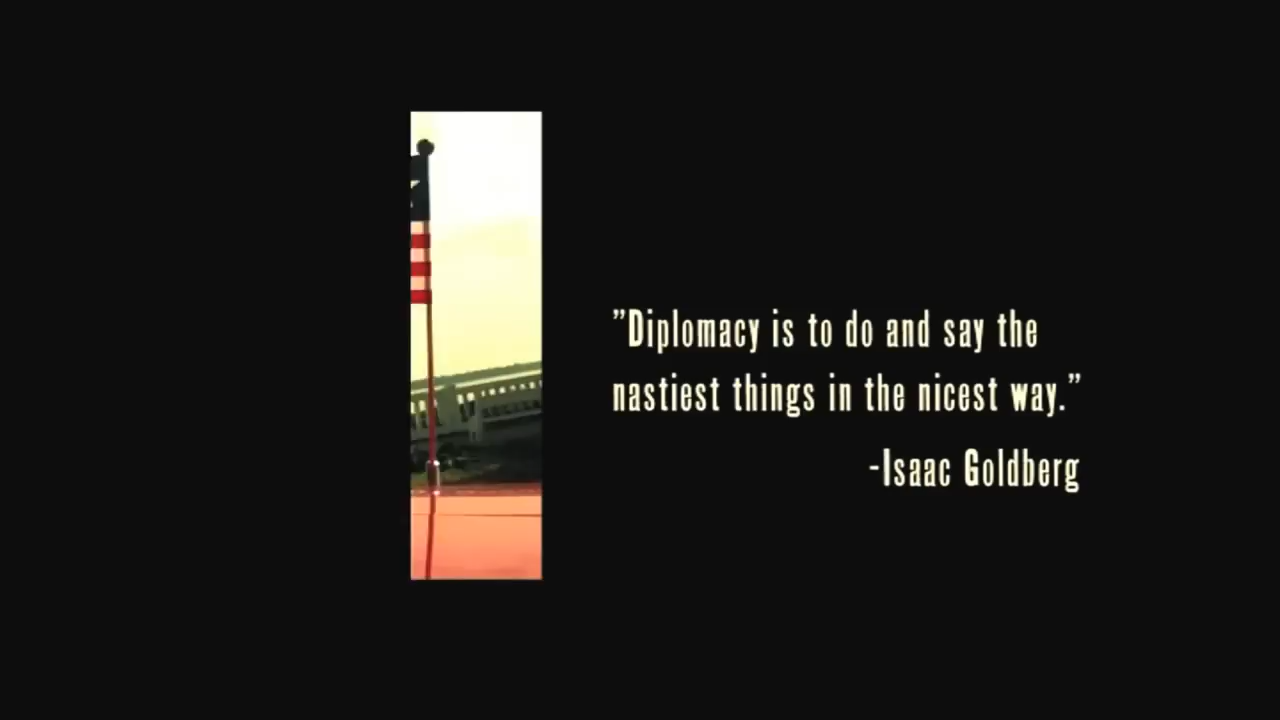 ”Diplomacy is to do and say the
nastiest things in the nicest way.”
-Isaac Goldberg